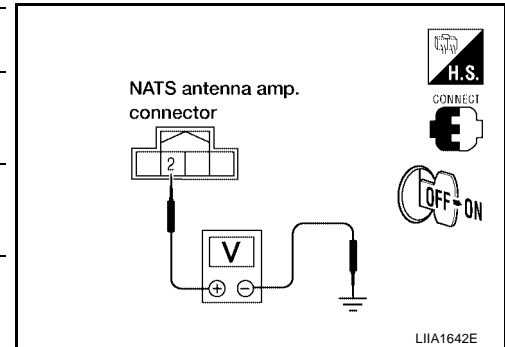 H.S.
NATS antenna amp.
connector
CONNECT
2
OFF ON
V
+ −
LIIA1642E